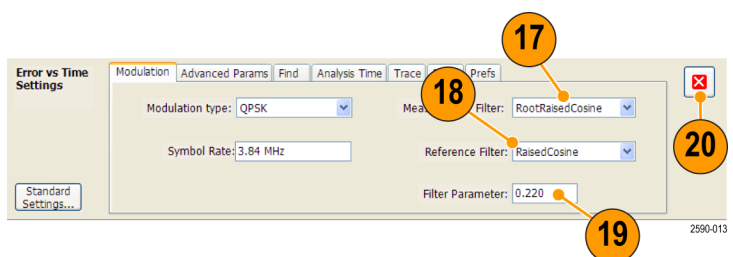 17
Error vs Time
Settings
Modulation Advanced Params Find Analysis Time Trace Prefs
18
Modulation type: QPSK Filter: RootRaisedCosine
20
Symbol Rate: 3.84 MHz Reference Filter: RaisedCosine
Standard
Settings...
Filter Parameter: 0.220
19
2590-013